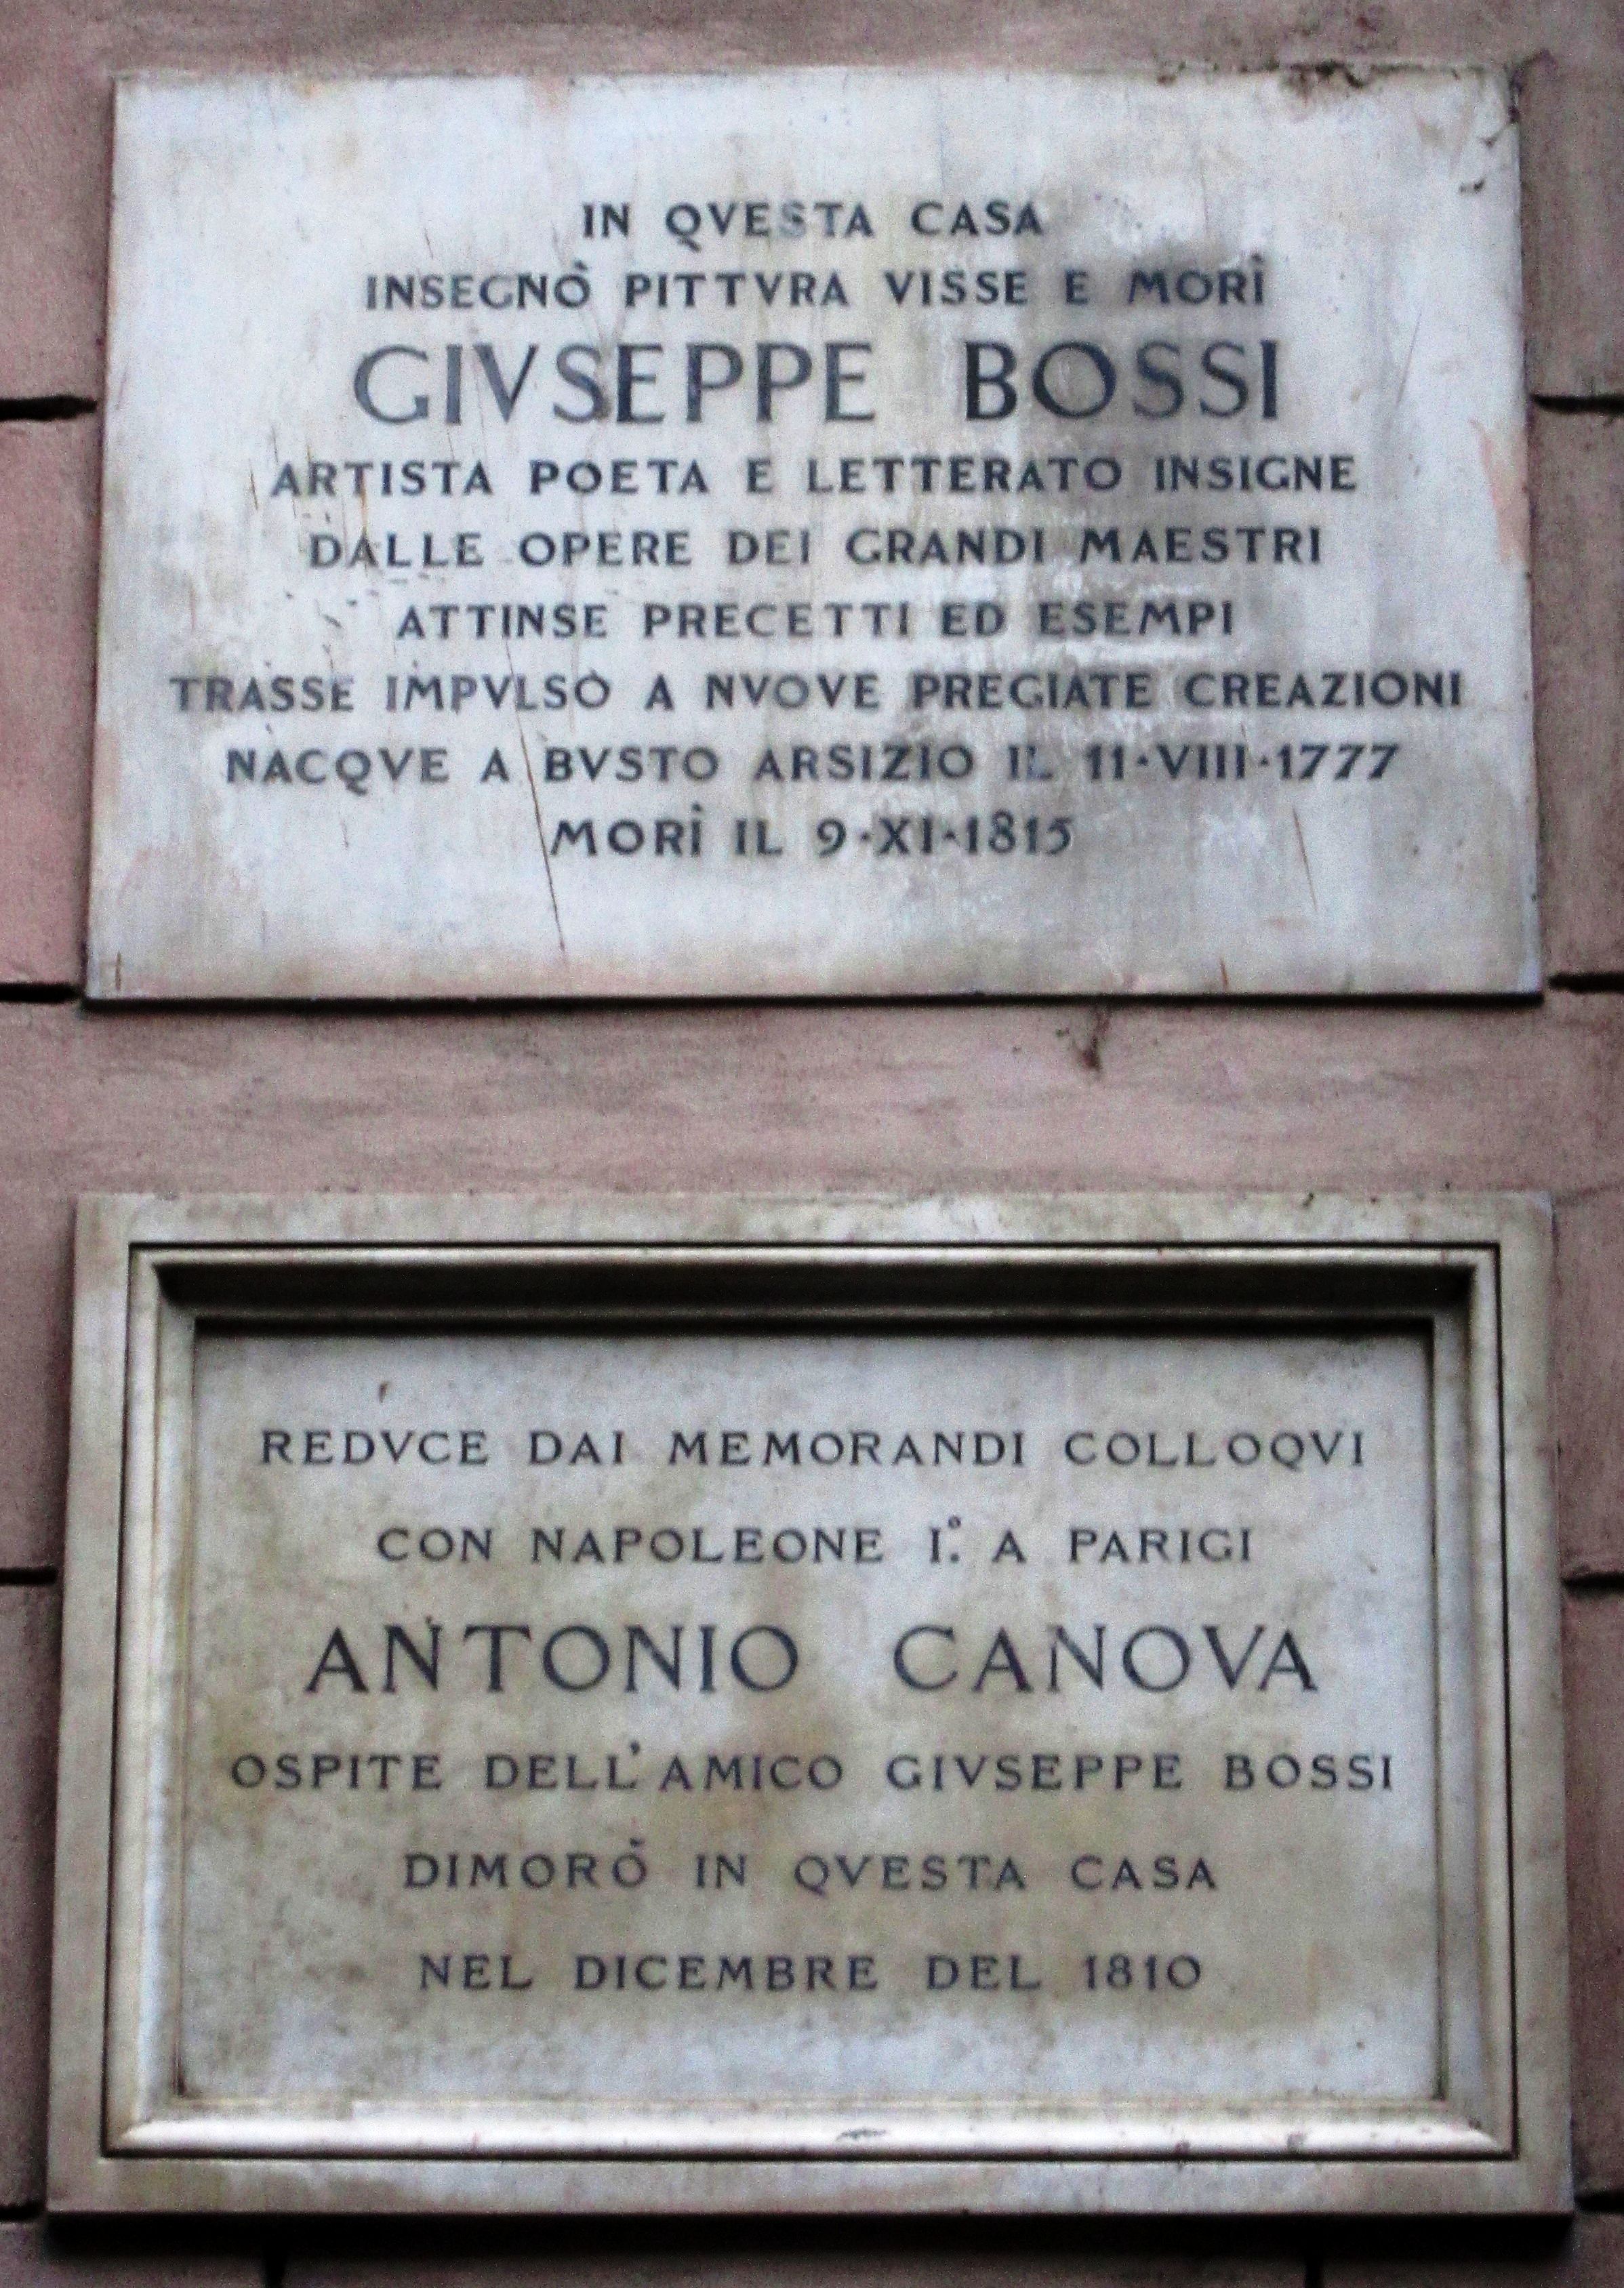 IN QVESTA CASA
INSEGNÒ PITTVRA VISSE E MORÌ
GIVSEPPE BOSSI
ARTISTA POETA E LETTERATO INSIGNE
DALLE OPERE DEI GRANDI MAESTRI
ATTINSE PRECETTI ED ESEMPI
TRASSE IMPVLSO A NVOVE PREGIATE CREAZIONI
NACQVE A BVSTO ARSIZIO IL 11·VIII·1777
MORÌ IL 9·XI·1815
REDVCE DAI MEMORANDI COLLOQVI
CON NAPOLEONE I.° A PARIGI
ANTONIO CANOVA
OSPITE DELL'AMICO GIVSEPPE BOSSI
DIMORÒ IN QVESTA CASA
NEL DICEMBRE DEL 1810